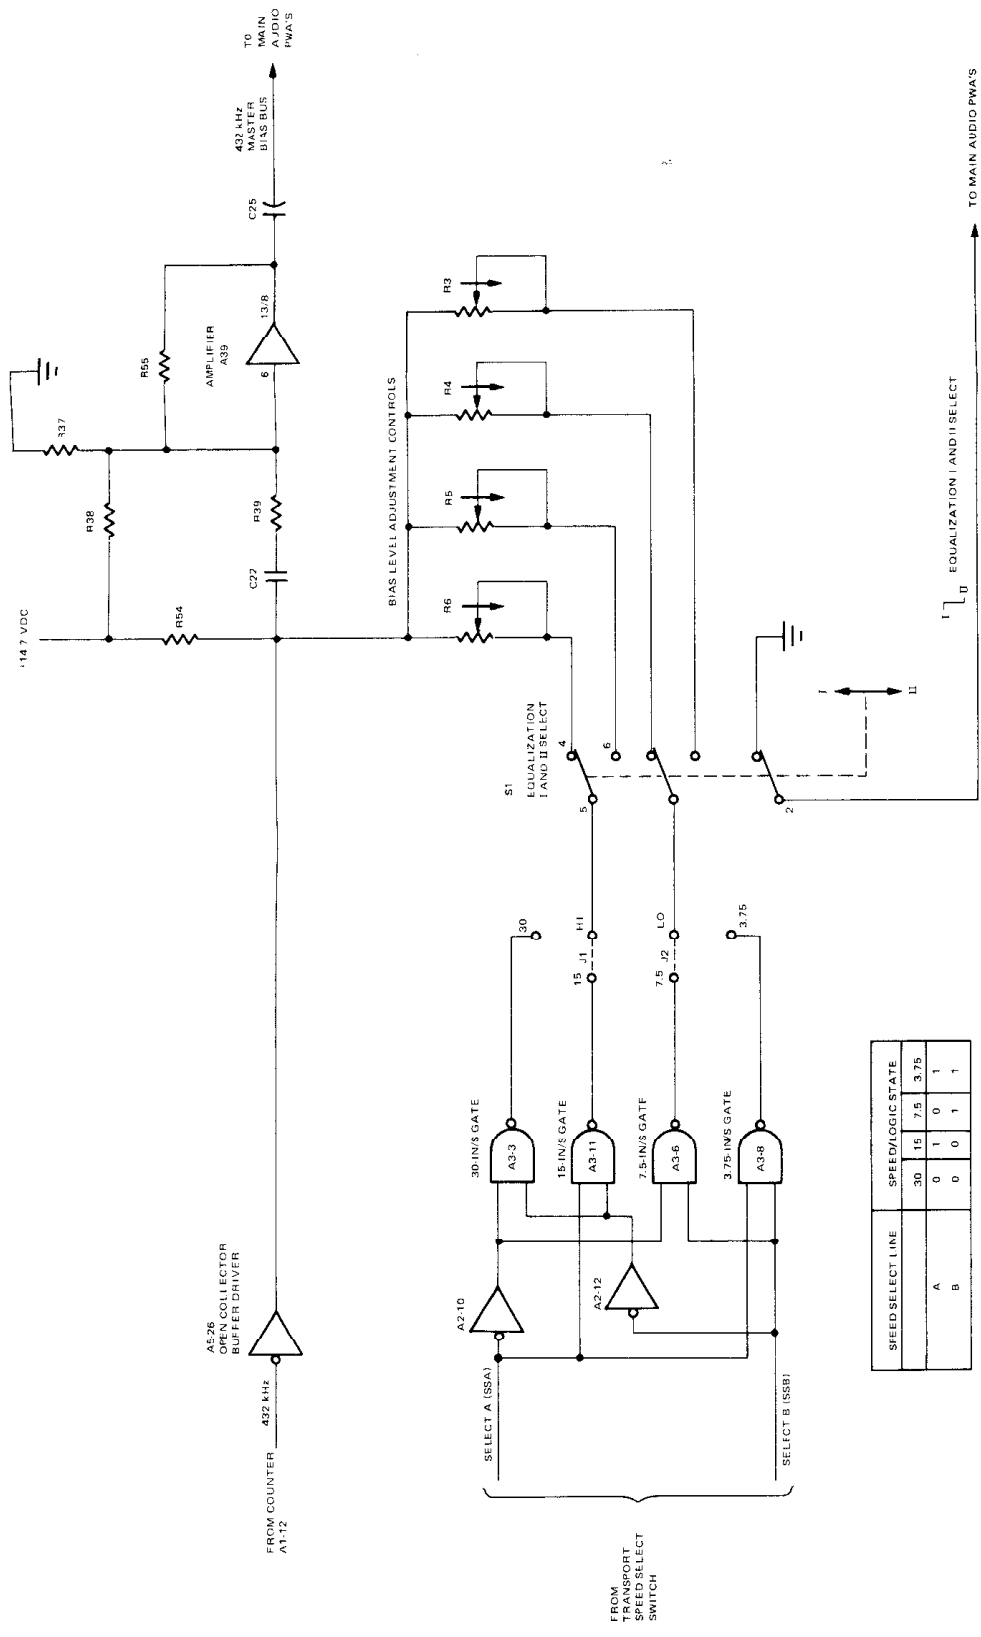 FROM COUNTER
A1-12
432 kHz
A5-26
OPEN COLLECTOR
BUFFER DRIVER
14.7 VDC
R54
R38
R37
C27
R39
R55
AMPLIFIER
A39
6
13/8
C25
432 kHz
MASTER
BIAS BUS
TO
MAIN
AUDIO
PWA'S
BIAS LEVEL ADJUSTMENT CONTROLS
R6
R5
R4
R3
FROM
TRANSPORT
SPEED SELECT
SWITCH
SELECT A (SSA)
SELECT B (SSB)
A2-10
A2-12
30-IN/S GATE
A3-3
15-IN/S GATE
A3-11
7.5-IN/S GATE
A3-6
3.75-IN/S GATE
A3-8
30
15
J1
HI
7.5
J2
LO
3.75
S1
EQUALIZATION
I AND II SELECT
5
4
6
2
I
II
I
II
EQUALIZATION I AND II SELECT
TO MAIN AUDIO PWA'S
SPEED SELECT LINE
SPEED/LOGIC STATE
30 15 7.5 3.75
A 0 1 0 1
B 0 0 1 1